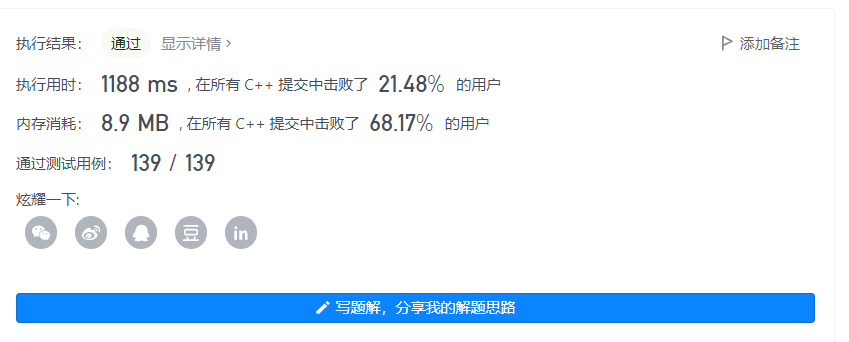 执行结果： 通过 显示详情 › 添加备注
执行用时： 1188 ms , 在所有 C++ 提交中击败了 21.48% 的用户
内存消耗： 8.9 MB , 在所有 C++ 提交中击败了 68.17% 的用户
通过测试用例： 139 / 139
炫耀一下:
豆 in
写题解，分享我的解题思路